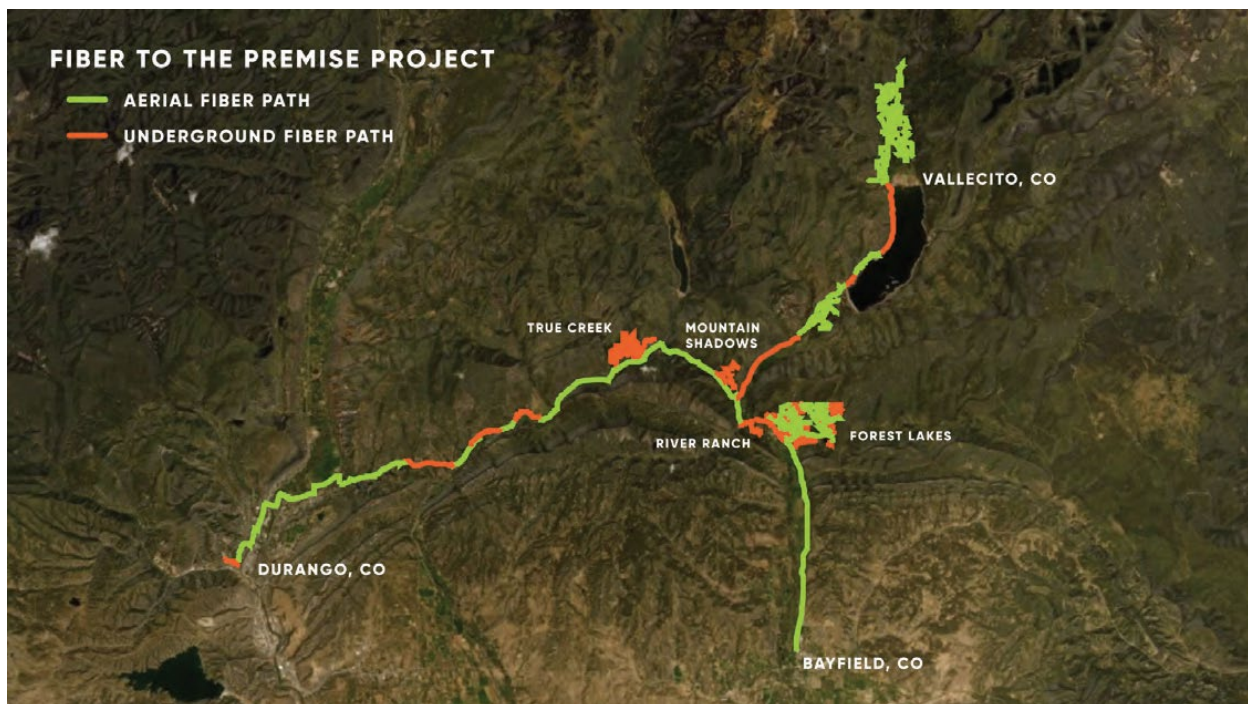 FIBER TO THE PREMISE PROJECT
AERIAL FIBER PATH
UNDERGROUND FIBER PATH
VALLECITO, CO
TRUE CREEK
MOUNTAIN
SHADOWS
RIVER RANCH
FOREST LAKES
DURANGO, CO
BAYFIELD, CO